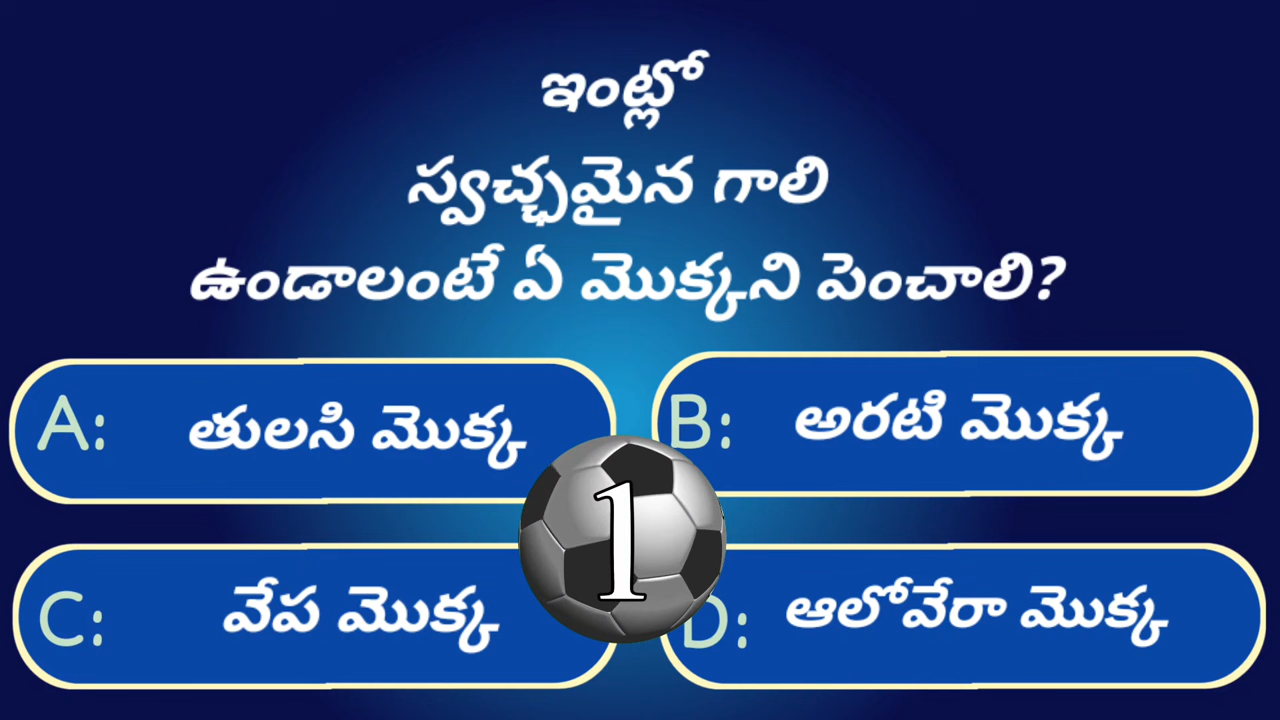 ఇంట్లో
స్వచ్ఛమైన గాలి
ఉండాలంటే ఏ మొక్కని పెంచాలి?
A: తులసి మొక్క
B: అరటి మొక్క
1
C: వేప మొక్క
D: ఆలోవేరా మొక్క